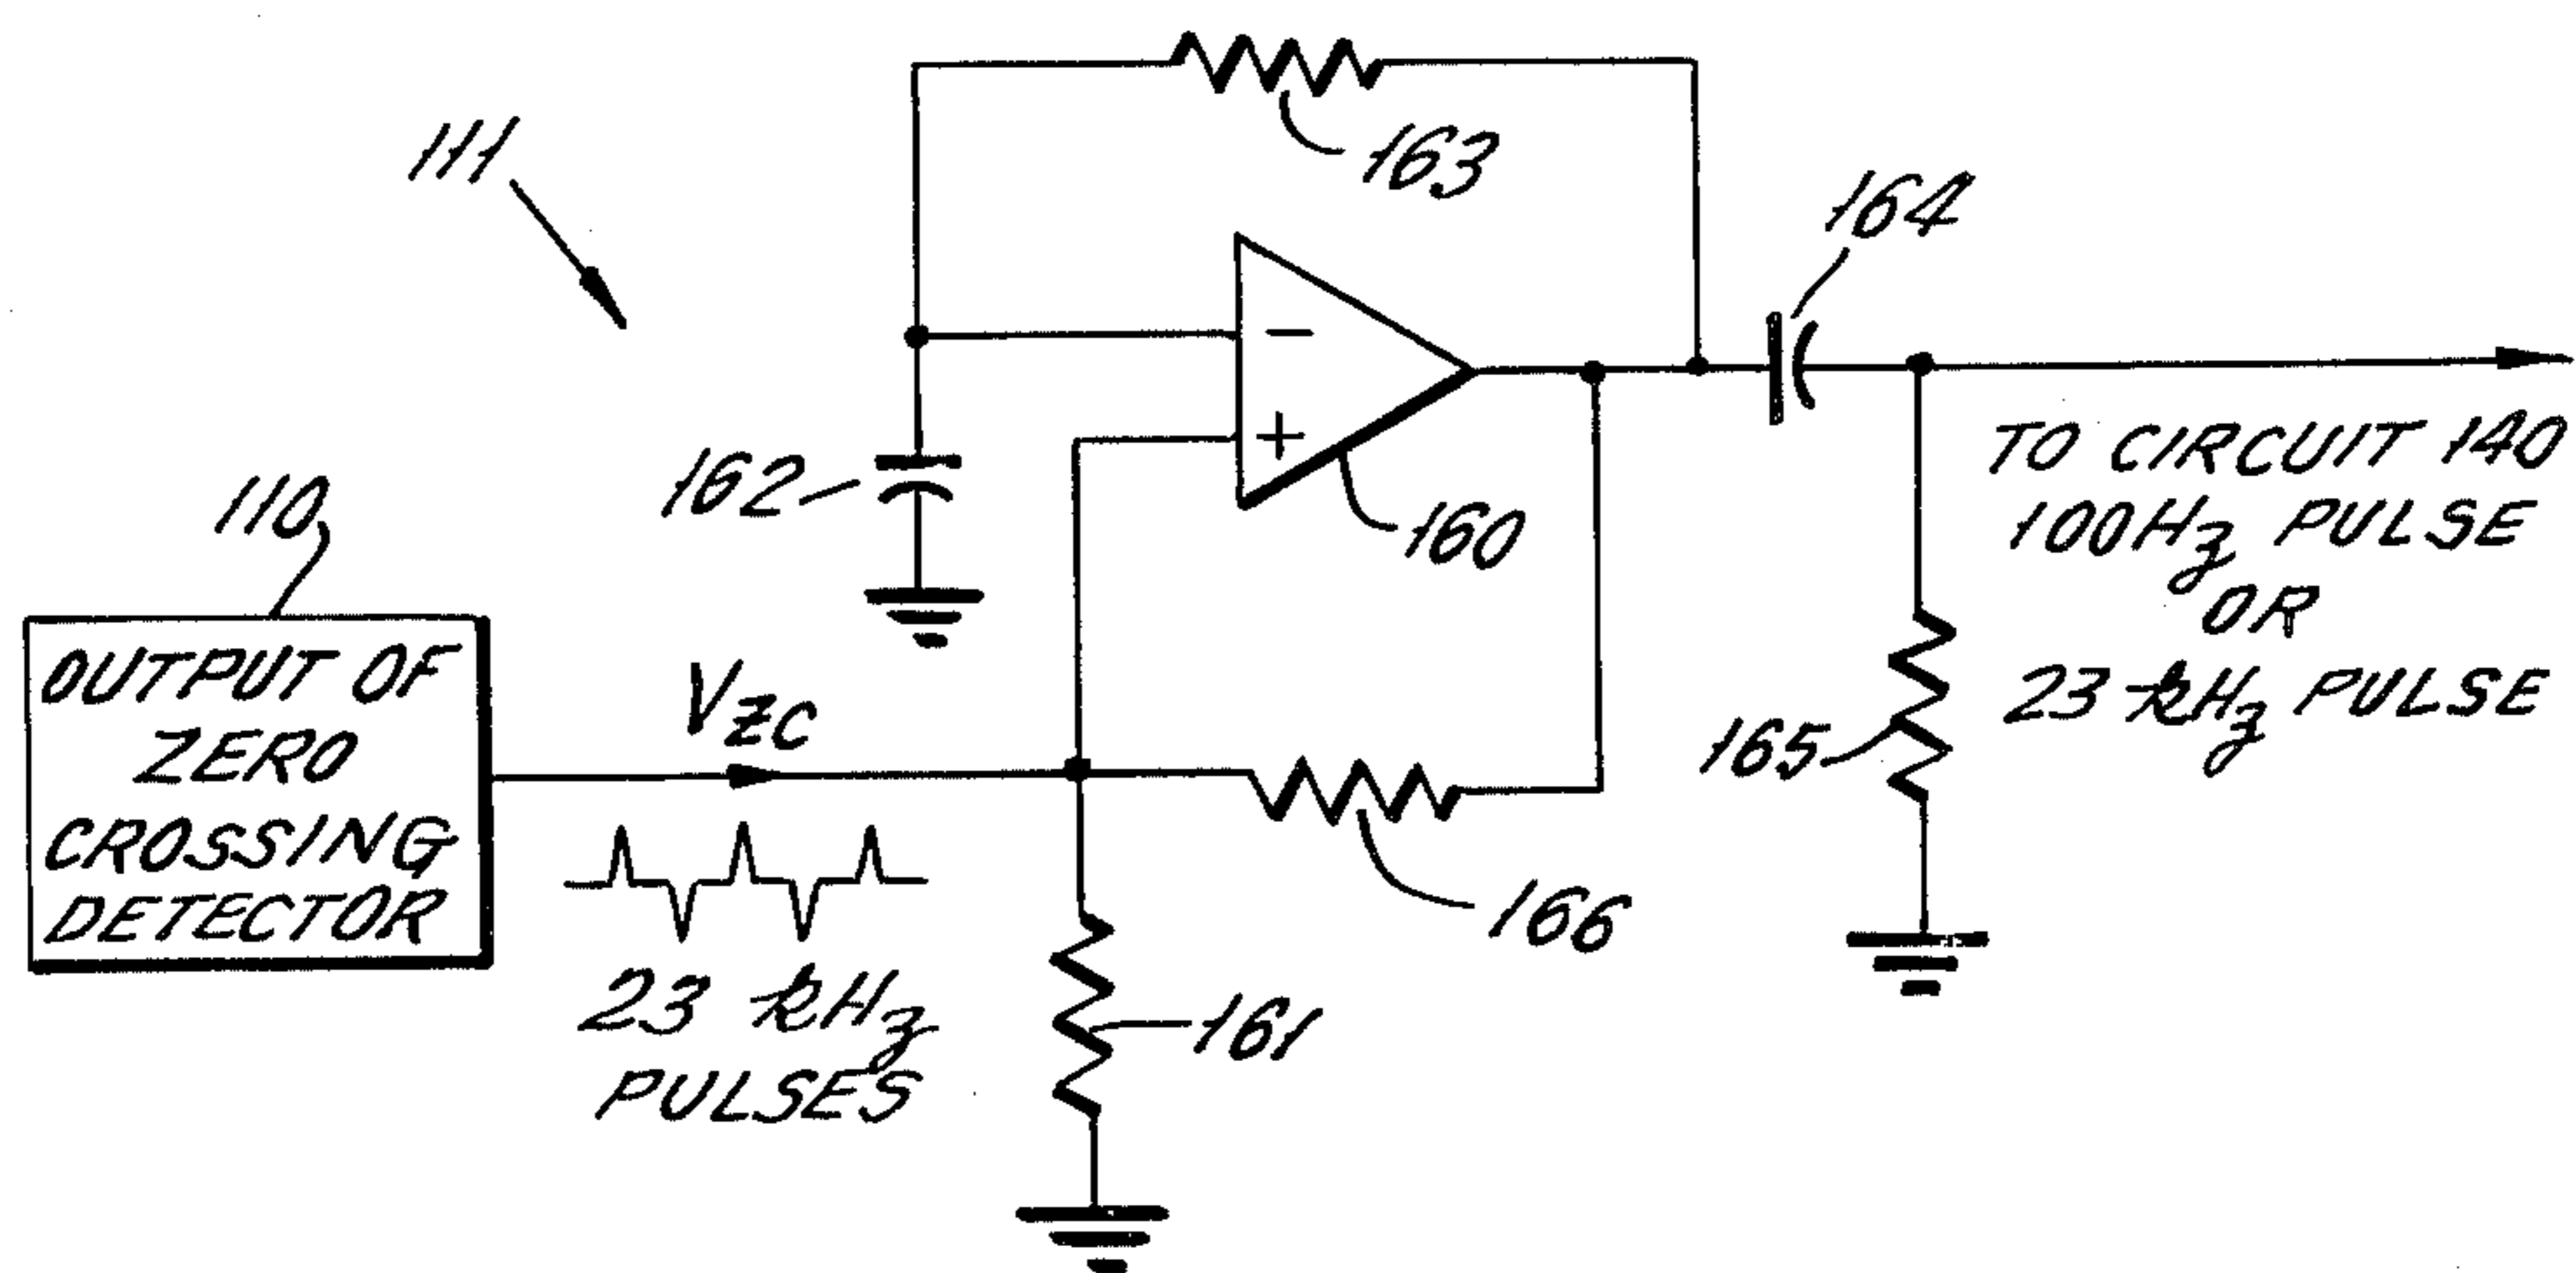 111
163
164
162
160
TO CIRCUIT 140
100Hz PULSE
OR
23 kHz PULSE
110
OUTPUT OF
ZERO
CROSSING
DETECTOR
VZC
23 kHz
PULSES
161
166
165
−
+